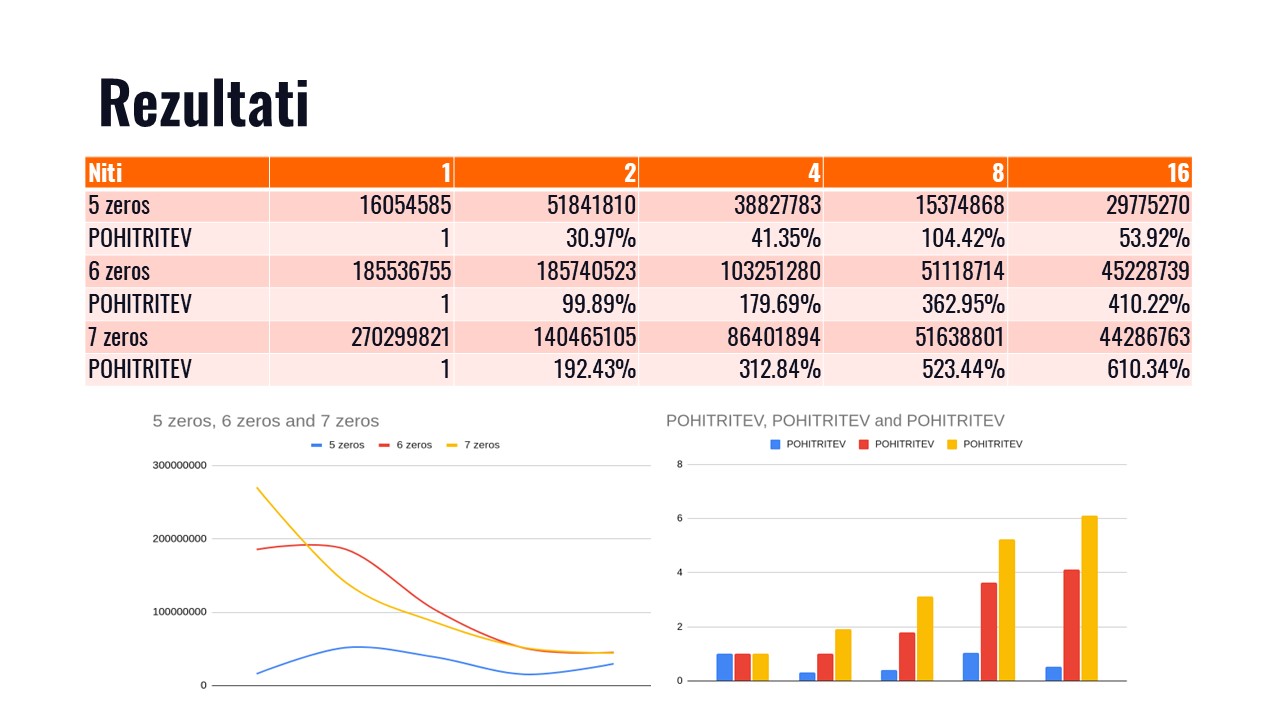 Rezultati
Niti 1 2 4 8 16
5 zeros 16054585 51841810 38827783 15374868 29775270
POHITRITEV 1 30.97% 41.35% 104.42% 53.92%
6 zeros 185536755 185740523 103251280 51118714 45228739
POHITRITEV 1 99.89% 179.69% 362.95% 410.22%
7 zeros 270299821 140465105 86401894 51638801 44286763
POHITRITEV 1 192.43% 312.84% 523.44% 610.34%
5 zeros, 6 zeros and 7 zeros
5 zeros 6 zeros 7 zeros
300000000
200000000
100000000
0
POHITRITEV, POHITRITEV and POHITRITEV
POHITRITEV POHITRITEV POHITRITEV
8
6
4
2
0